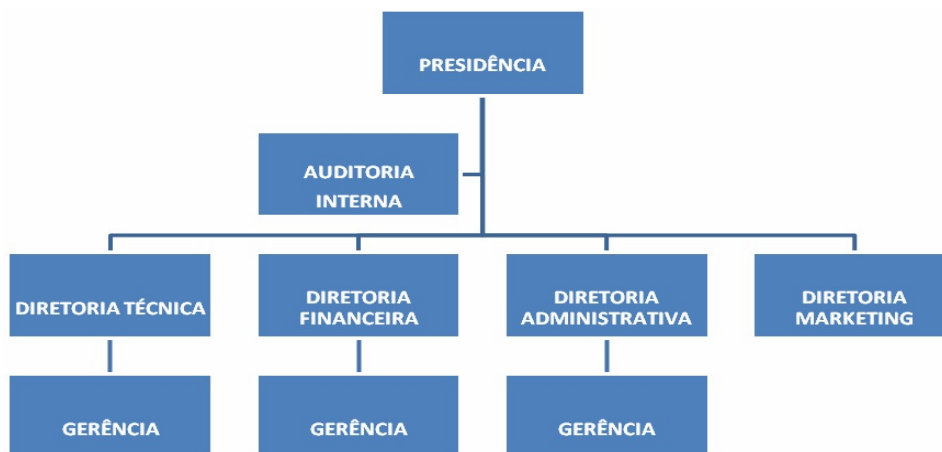 PRESIDÊNCIA
AUDITORIA
INTERNA
DIRETORIA TÉCNICA
DIRETORIA
FINANCEIRA
DIRETORIA
ADMINISTRATIVA
DIRETORIA
MARKETING
GERÊNCIA
GERÊNCIA
GERÊNCIA